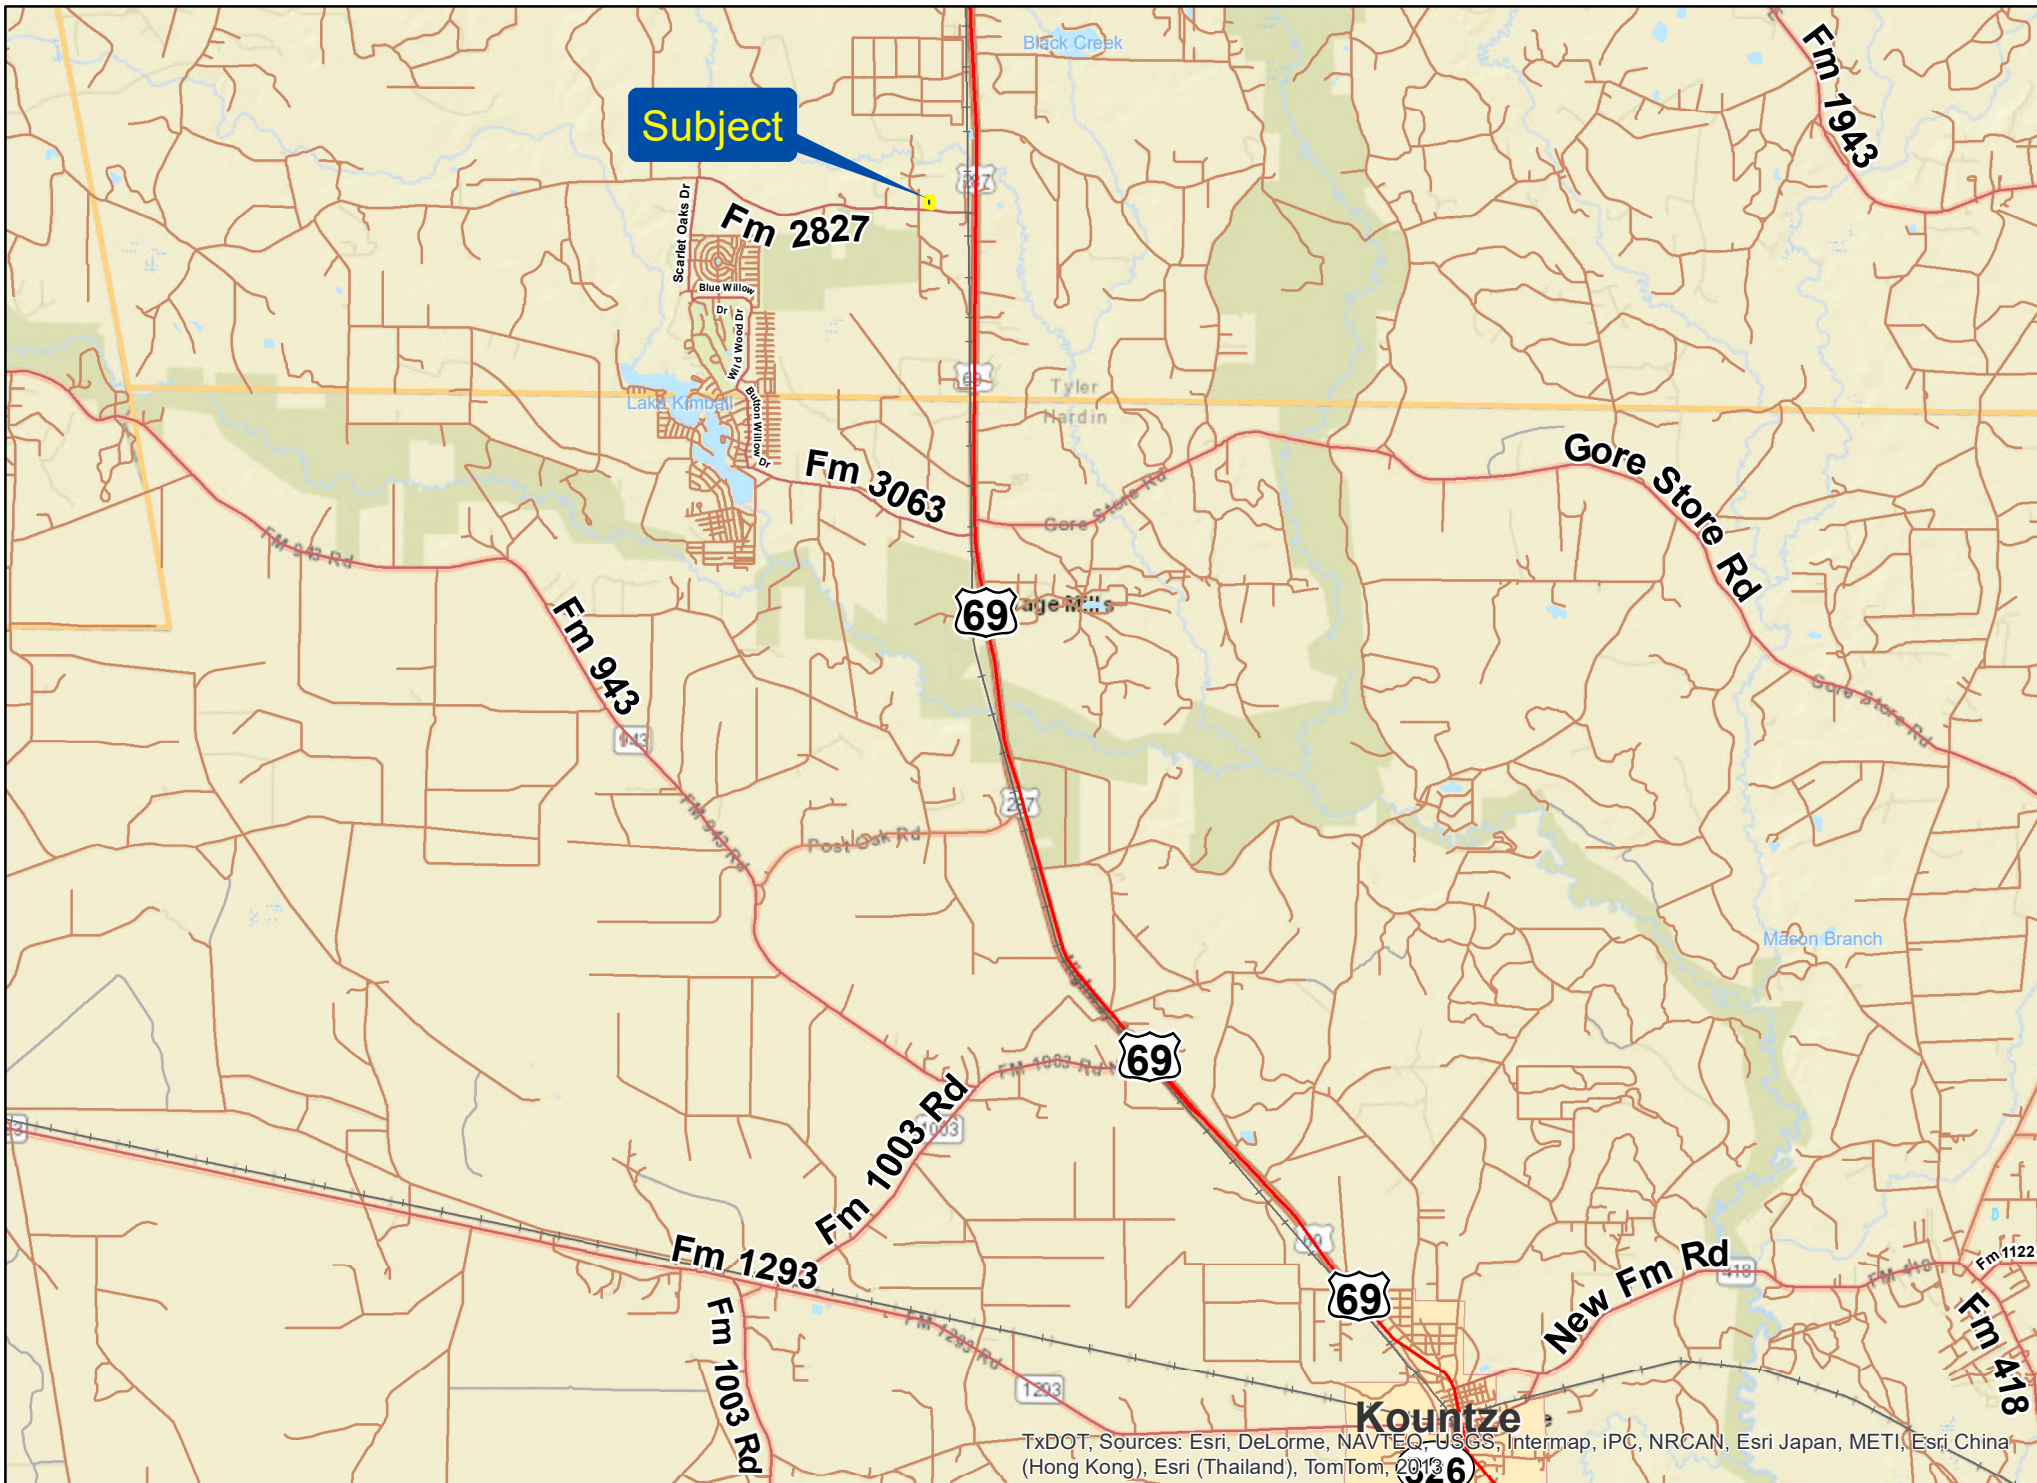 Black Creek
Fm 1943
Subject
287
Scarlet Oaks Dr
Fm 2827
Blue Willow
Dr
Wild Wood Dr
69
Tyler
Hardin
Lake Kimball
Button Willow
Dr
Fm 3063
Gore Store Rd
Gore Store Rd
FM 943 Rd
69
Fm 943
Gore Store Rd
943
287
FM 943 Rd
Post Oak Rd
Mason Branch
Highway
69
FM 1003 Rd
Fm 1003 Rd
1003
69
Fm 1293
69
New Fm Rd
418
FM 418
Fm 1122
Fm 418
Fm 1003 Rd
FM 1293 Rd
1293
Kountze
TxDOT, Sources: Esri, DeLorme, NAVTEQ, USGS, Intermap, iPC, NRCAN, Esri Japan, METI, Esri China
(Hong Kong), Esri (Thailand), TomTom, 2013
326